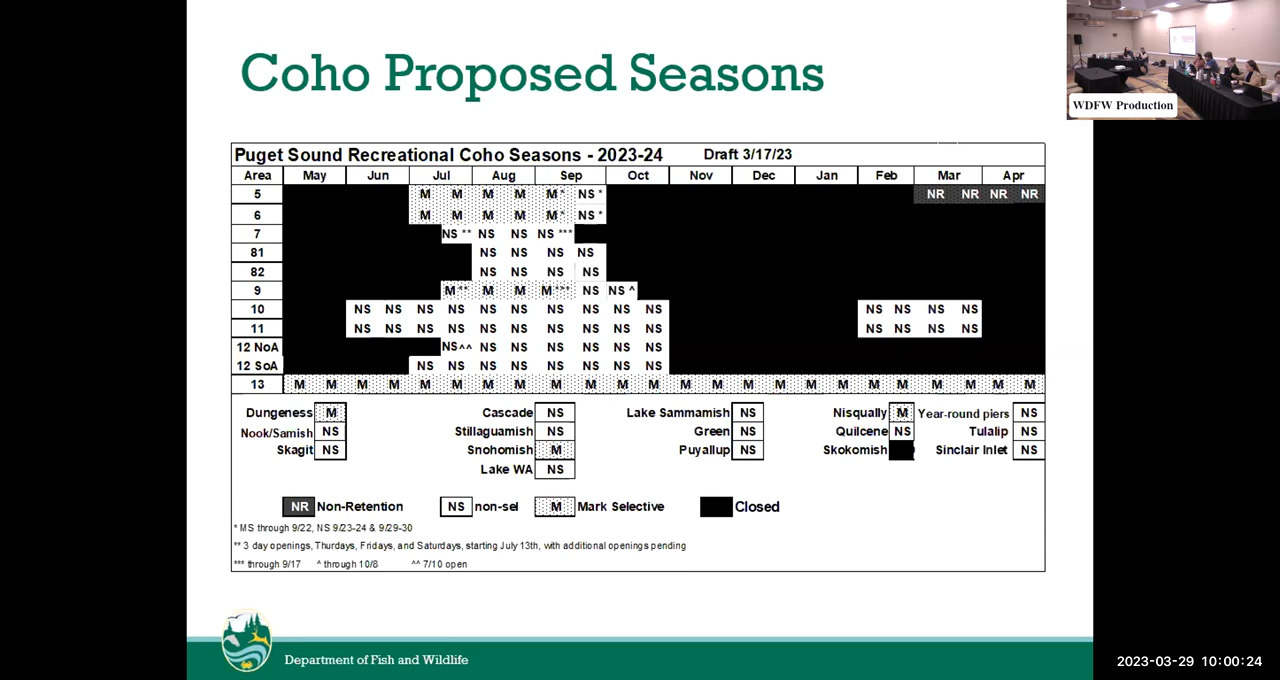 Coho Proposed Seasons
WDFW Production
Puget Sound Recreational Coho Seasons - 2023-24 Draft 3/17/23
Area May Jun Jul Aug Sep Oct Nov Dec Jan Feb Mar Apr
5 M M M M M* NS* NR NR NR NR
6 M M M M M* NS*
7 NS** NS NS NS***
81 NS NS NS NS
82 NS NS NS NS
9 M** M M M*** NS NS^
10 NS NS NS NS NS NS NS NS NS NS NS NS NS NS
11 NS NS NS NS NS NS NS NS NS NS NS NS NS NS
12 NoA NS^^ NS NS NS NS NS NS
12 SoA NS NS NS NS NS NS NS NS
13 M M M M M M M M M M M M M M M M M M M M M M M M
Dungeness M Cascade NS Lake Sammamish NS Nisqually M Year-round piers NS
Nook/Samish NS Stillaguamish NS Green NS Quilcene NS Tulalip NS
Skagit NS Snohomish M Puyallup NS Skokomish Sinclair Inlet NS
Lake WA NS
NR Non-Retention NS non-sel M Mark Selective Closed
* MS through 9/22, NS 9/23-24 & 9/29-30
** 3 day openings, Thurdays, Fridays, and Saturdays, starting July 13th, with additional openings pending
*** through 9/17 ^ through 10/8 ^^ 7/10 open
Department of Fish and Wildlife
2023-03-29 10:00:24